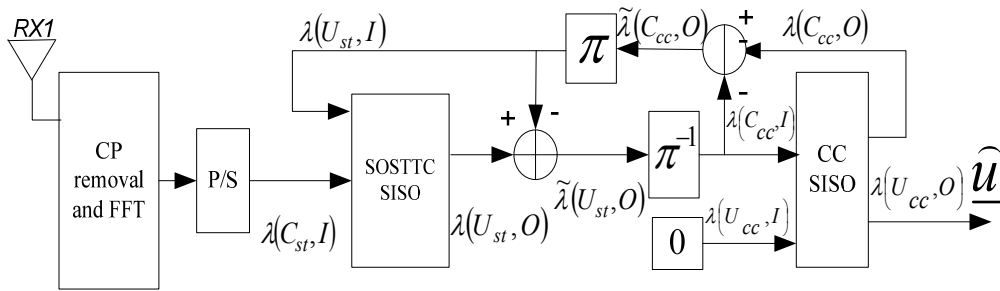 RX1
λ(U_st, I)
π
λ̃(C_cc, O)
+
-
λ(C_cc, O)
-
CP
removal
and FFT
P/S
SOSTTC
SISO
+
-
π⁻¹
λ(C_cc, I)
CC
SISO
λ(C_st, I)
λ(U_st, O)
λ̃(U_st, O)
0
λ(U_cc, I)
λ(U_cc, O)
û